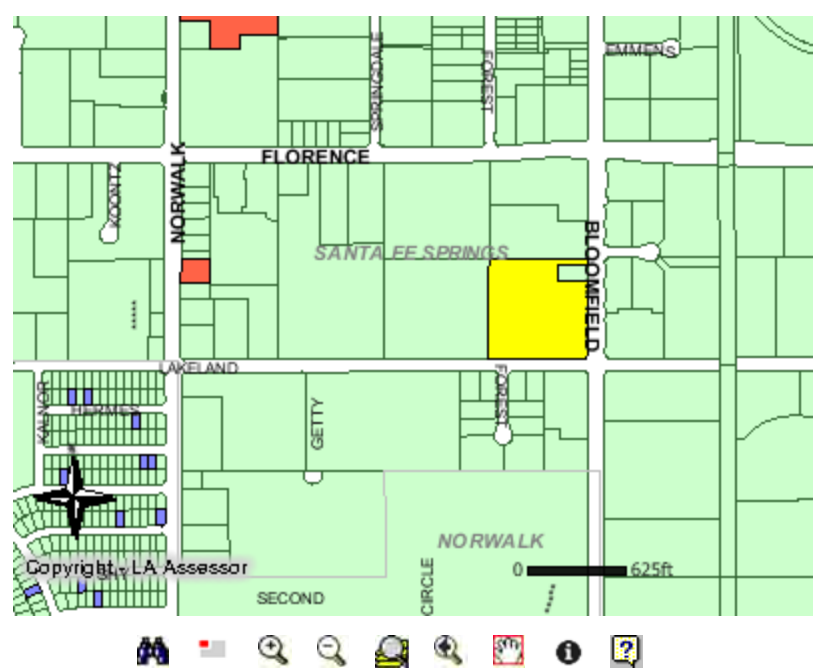 EMMENS
SPRINGDALE
FOREST
FLORENCE
NORWALK
KOONTZ
SANTA FE SPRINGS
BLOOMFIELD
LAKELAND
KALNOR
HERMES
FOREST
GETTY
NORWALK
Copyright - LA Assessor
0 625ft
SECOND
CIRCLE
?